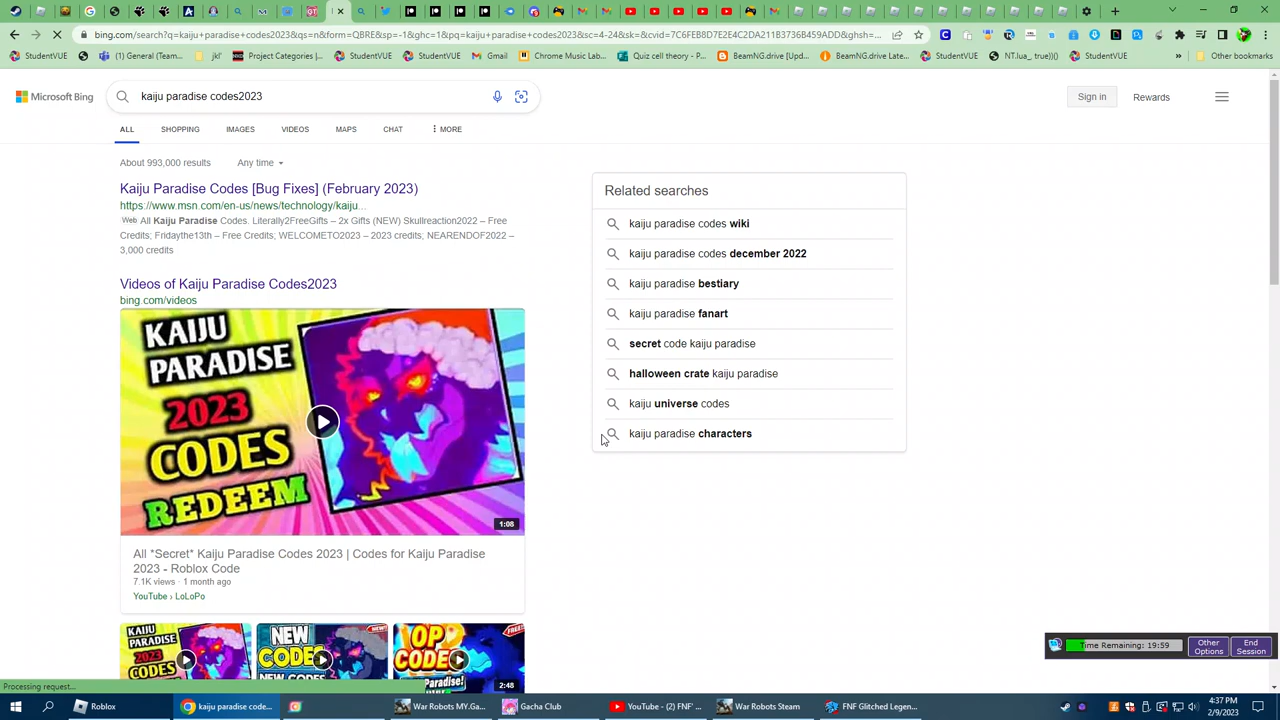 bing.com/search?q=kaiju+paradise+codes2023&qs=n&form=QBRE&sp=-1&ghc=1&pq=kaiju+paradise+codes2023&sc=4-24&sk=&cvid=7C6FEB8D7E2E4C2DA211B3736B459ADD&ghsh=...
StudentVUE
(1) General (Team...
jkl'
Project Categories |...
StudentVUE
StudentVUE
Gmail
Chrome Music Lab...
Quiz cell theory - P...
BeamNG.drive [Upd...
BeamNG.drive Late...
StudentVUE
NT.lua_, true))()
StudentVUE
»
Other bookmarks
Microsoft Bing
kaiju paradise codes2023
Sign in
Rewards
ALL
SHOPPING
IMAGES
VIDEOS
MAPS
CHAT
MORE
About 993,000 results
Any time
Kaiju Paradise Codes [Bug Fixes] (February 2023)
https://www.msn.com/en-us/news/technology/kaiju...
Web All Kaiju Paradise Codes. Literally2FreeGifts – 2x Gifts (NEW) Skullreaction2022 – Free
Credits; Fridaythe13th – Free Credits; WELCOMETO2023 – 2023 credits; NEARENDOF2022 –
3,000 credits
Videos of Kaiju Paradise Codes2023
bing.com/videos
KAIJU
PARADISE
2023
CODES
REDEEM
1:08
All *Secret* Kaiju Paradise Codes 2023 | Codes for Kaiju Paradise
2023 - Roblox Code
7.1K views · 1 month ago
YouTube › LoLoPo
KAIJU
PARADISE
2023
CODES
NEW
CODE
OP
CODE
2:48
Related searches
kaiju paradise codes wiki
kaiju paradise codes december 2022
kaiju paradise bestiary
kaiju paradise fanart
secret code kaiju paradise
halloween crate kaiju paradise
kaiju universe codes
kaiju paradise characters
Time Remaining: 19:59
Other
Options
End
Session
Processing request...
Roblox
kaiju paradise code...
War Robots MY.Ga...
Gacha Club
YouTube - (2) FNF' ...
War Robots Steam
FNF Glitched Legen...
4:37 PM
2/9/2023